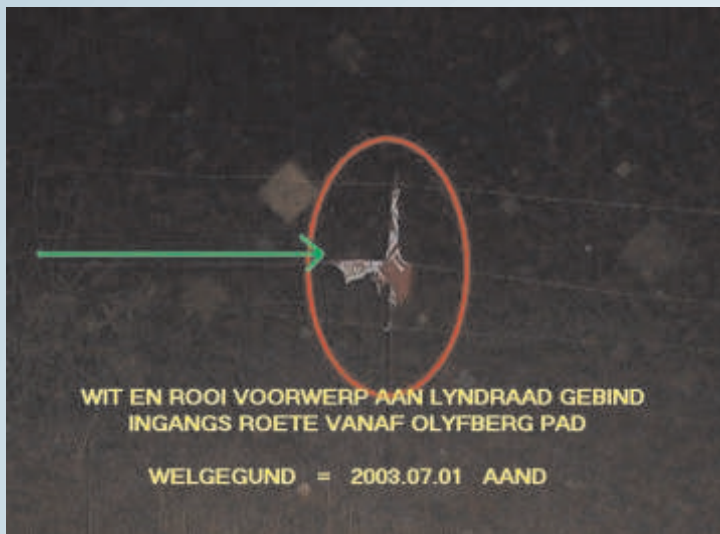 WIT EN ROOI VOORWERP AAN LYNDRAAD GEBIND
INGANGS ROETE VANAF OLYFBERG PAD
WELGEGUND = 2003.07.01 AAND